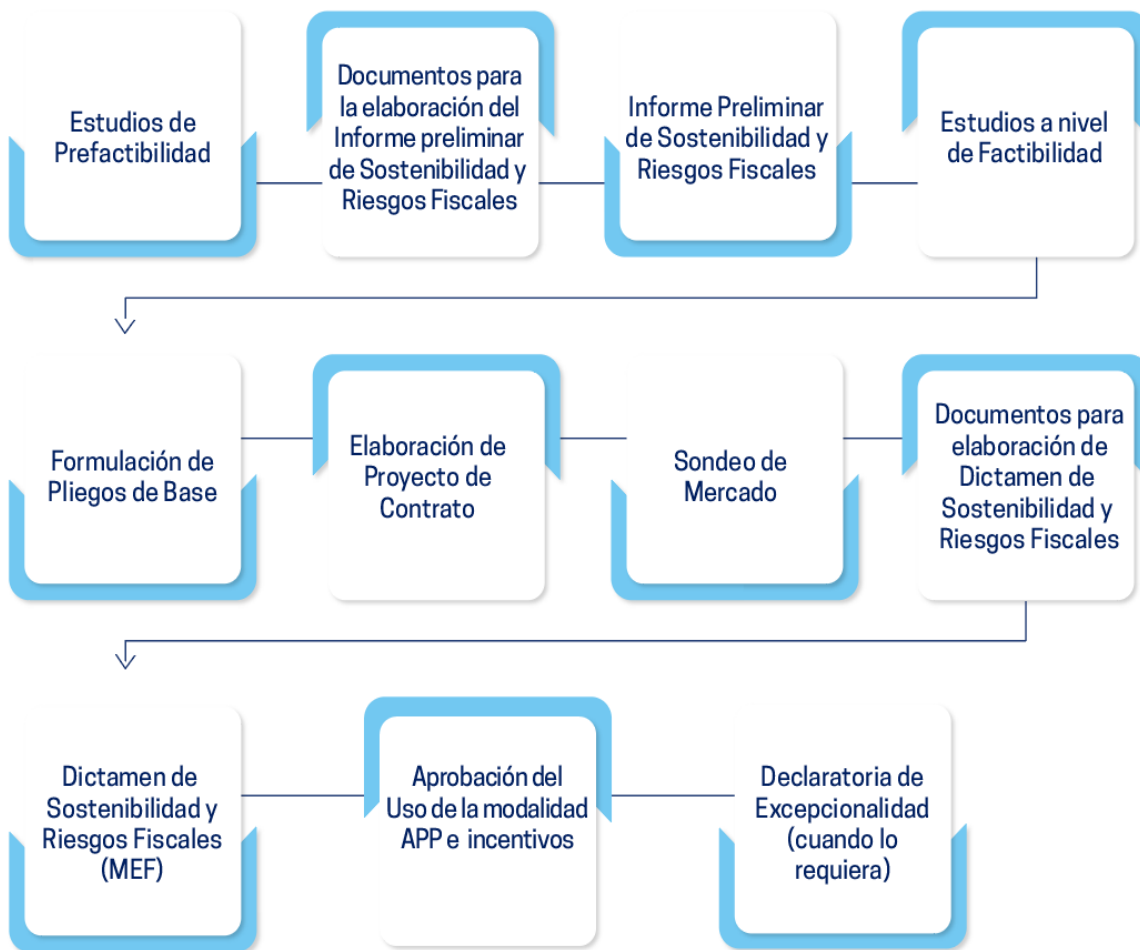 Estudios de
Prefactibilidad
Documentos para
la elaboración del
Informe preliminar
de Sostenibilidad y
Riesgos Fiscales
Informe Preliminar
de Sostenibilidad y
Riesgos Fiscales
Estudios a nivel
de Factibilidad
Formulación de
Pliegos de Base
Elaboración de
Proyecto de
Contrato
Sondeo de
Mercado
Documentos para
elaboración de
Dictamen de
Sostenibilidad y
Riesgos Fiscales
Dictamen de
Sostenibilidad y
Riesgos Fiscales
(MEF)
Aprobación del
Uso de la modalidad
APP e incentivos
Declaratoria de
Excepcionalidad
(cuando lo
requiera)